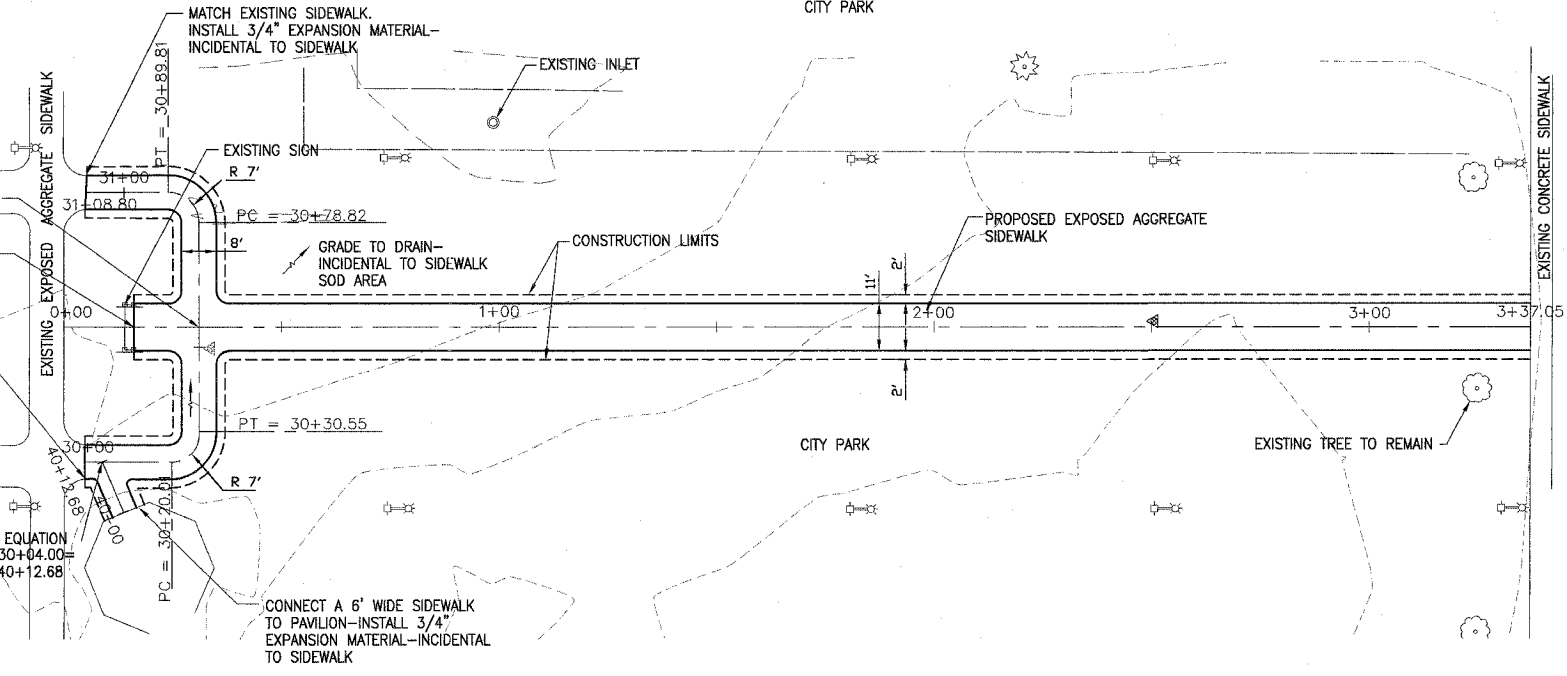 CITY PARK
MATCH EXISTING SIDEWALK.
INSTALL 3/4" EXPANSION MATERIAL-
INCIDENTAL TO SIDEWALK
EXISTING INLET
PT = 30+89.81
EXISTING EXPOSED AGGREGATE SIDEWALK
EXISTING CONCRETE SIDEWALK
EXISTING SIGN
R 7'
31+00
31+08.80
PC = 30+78.82
8'
GRADE TO DRAIN-
INCIDENTAL TO SIDEWALK
SOD AREA
CONSTRUCTION LIMITS
PROPOSED EXPOSED AGGREGATE
SIDEWALK
11'
2'
0+00
1+00
2+00
3+00
3+37.05
2'
PT = 30+30.55
CITY PARK
EXISTING TREE TO REMAIN
30+00
40+12.68
40+00
R 7'
PC = 30+20.01
EQUATION
30+04.00=
40+12.68
CONNECT A 6' WIDE SIDEWALK
TO PAVILION-INSTALL 3/4"
EXPANSION MATERIAL-INCIDENTAL
TO SIDEWALK